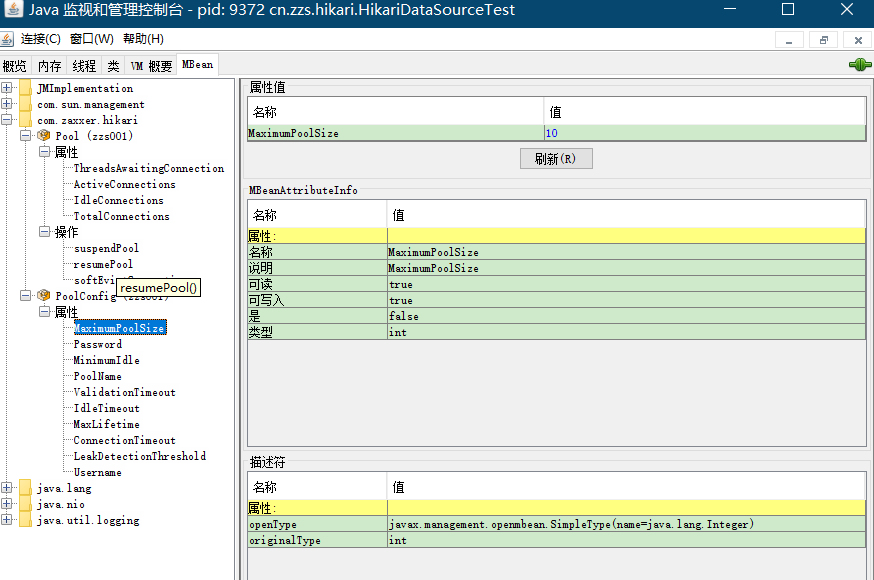 Java 监视和管理控制台 - pid: 9372 cn.zzs.hikari.HikariDataSourceTest
连接(C) 窗口(W) 帮助(H)
概览 内存 线程 类 VM 概要 MBean
JMImplementation
com.sun.management
com.zaxxer.hikari
Pool (zzs001)
属性
ThreadsAwaitingConnection
ActiveConnections
IdleConnections
TotalConnections
操作
suspendPool
resumePool
resumePool()
PoolConfig (zzs001)
属性
MaximumPoolSize
Password
MinimumIdle
PoolName
ValidationTimeout
IdleTimeout
MaxLifetime
ConnectionTimeout
LeakDetectionThreshold
Username
java.lang
java.nio
java.util.logging
属性值
名称 值
MaximumPoolSize 10
刷新(R)
MBeanAttributeInfo
名称 值
属性:
名称 MaximumPoolSize
说明 MaximumPoolSize
可读 true
可写入 true
是 false
类型 int
描述符
名称 值
属性:
openType javax.management.openmbean.SimpleType(name=java.lang.Integer)
originalType int